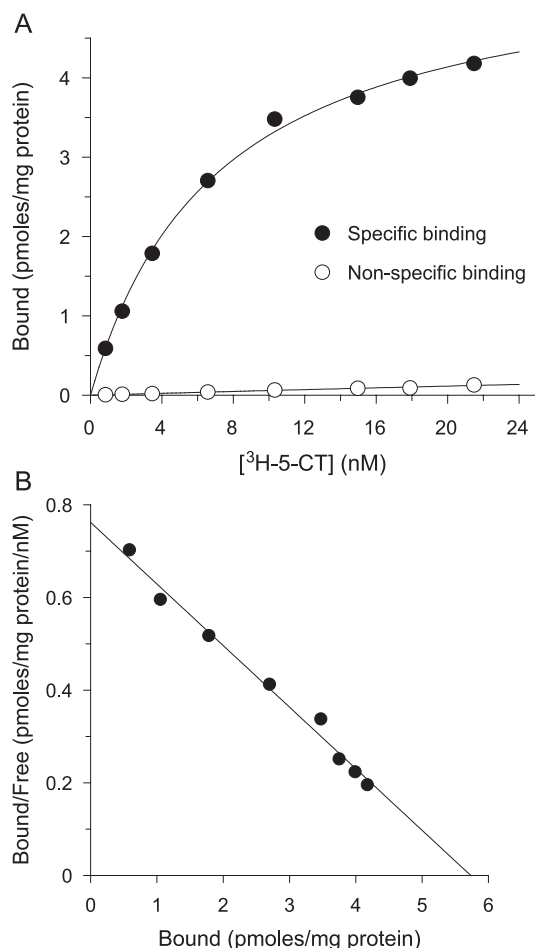 A
Bound (pmoles/mg protein)
4
3
2
1
0
Specific binding
Non-specific binding
0 4 8 12 16 20 24
[³H-5-CT] (nM)
B
Bound/Free (pmoles/mg protein/nM)
0.8
0.6
0.4
0.2
0
0 1 2 3 4 5 6
Bound (pmoles/mg protein)